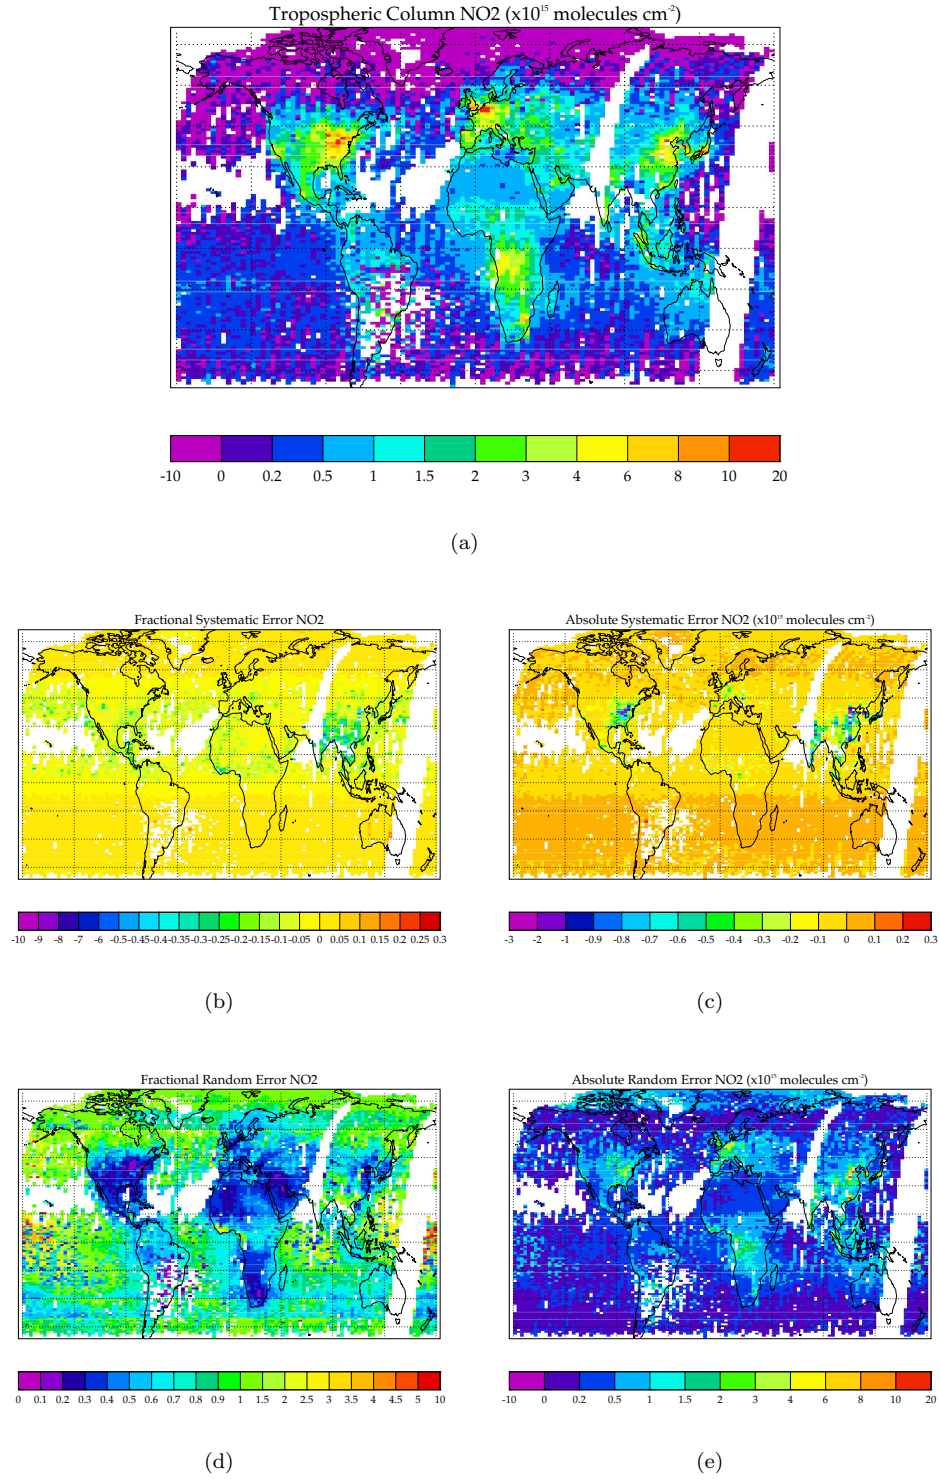 Tropospheric Column NO2 (x10¹⁵ molecules cm⁻²)
-10 0 0.2 0.5 1 1.5 2 3 4 6 8 10 20
(a)
Fractional Systematic Error NO2
-10 -9 -8 -7 -6 -0.5-0.45-0.4-0.35-0.3-0.25-0.2-0.15-0.1-0.05 0 0.05 0.1 0.15 0.2 0.25 0.3
(b)
Absolute Systematic Error NO2 (x10¹⁵ molecules cm⁻²)
-3 -2 -1 -0.9 -0.8 -0.7 -0.6 -0.5 -0.4 -0.3 -0.2 -0.1 0 0.1 0.2 0.3
(c)
Fractional Random Error NO2
0 0.1 0.2 0.3 0.4 0.5 0.6 0.7 0.8 0.9 1 1.5 2 2.5 3 3.5 4 4.5 5 10
(d)
Absolute Random Error NO2 (x10¹⁵ molecules cm⁻²)
-10 0 0.2 0.5 1 1.5 2 3 4 6 8 10 20
(e)